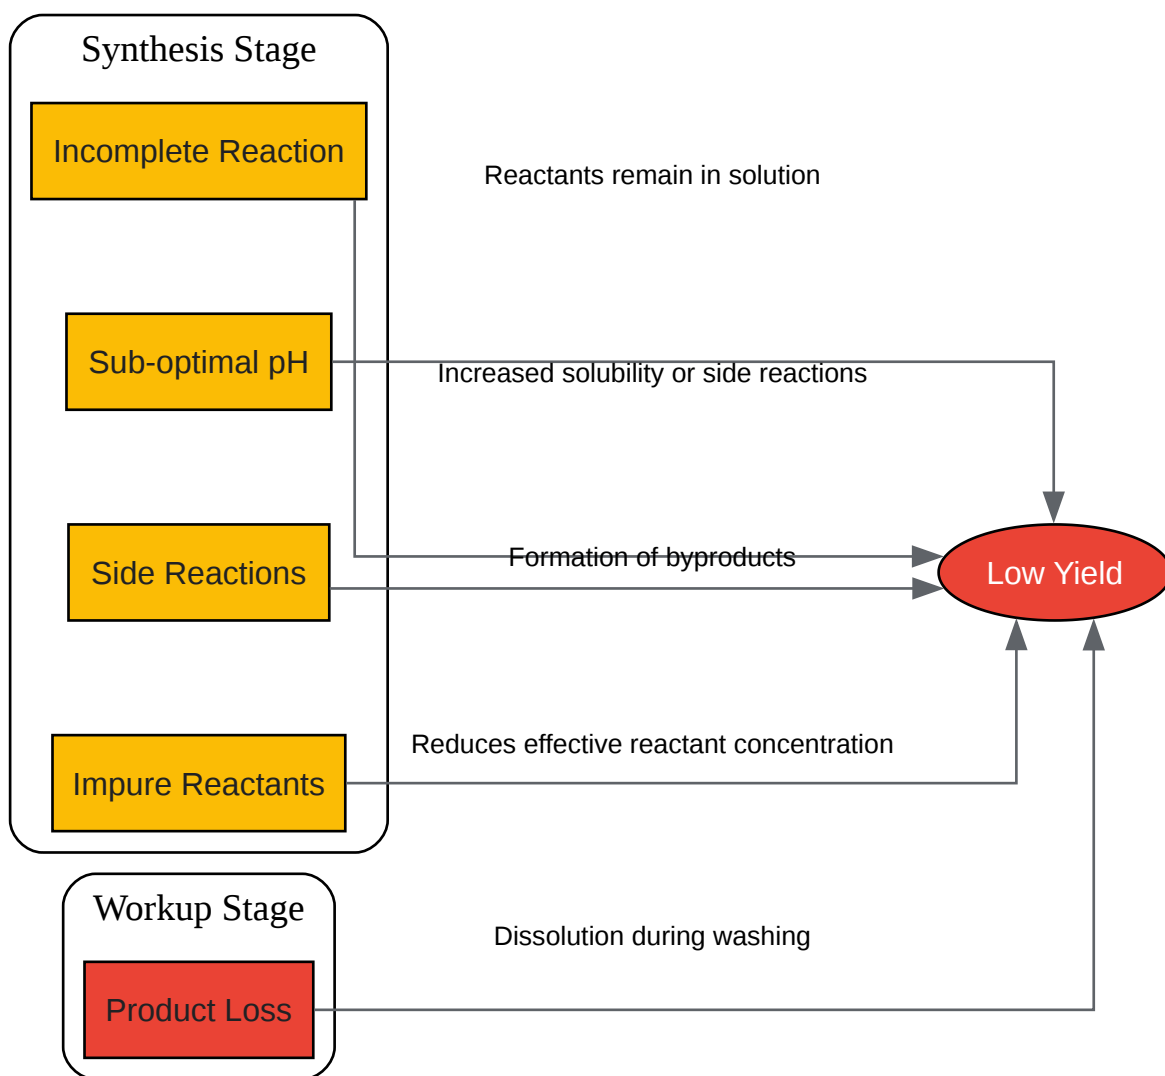 Synthesis Stage
Incomplete Reaction
Reactants remain in solution
Sub-optimal pH
Increased solubility or side reactions
Side Reactions
Formation of byproducts
Low Yield
Impure Reactants
Reduces effective reactant concentration
Workup Stage
Dissolution during washing
Product Loss